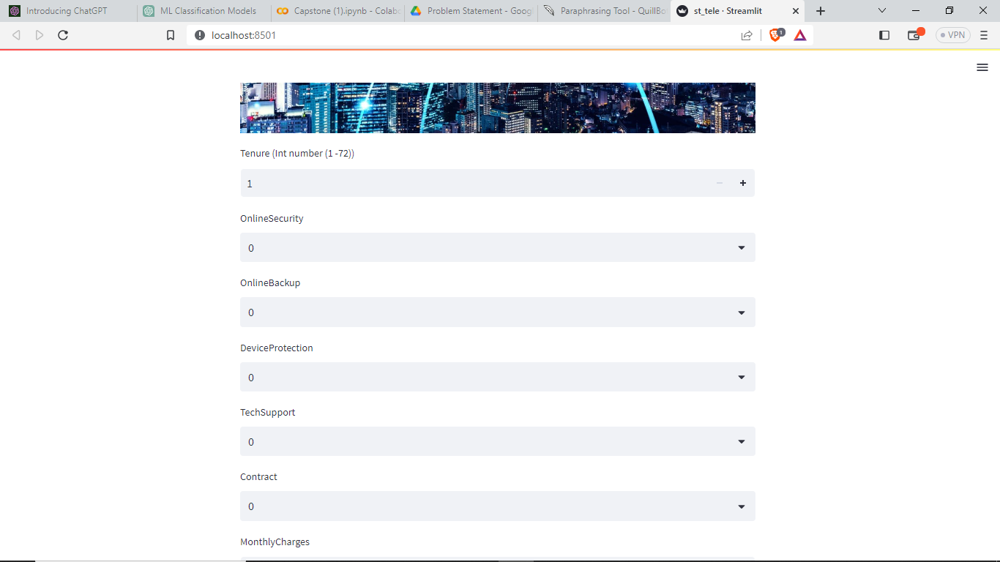 Introducing ChatGPT
ML Classification Models
Capstone (1).ipynb - Colab
Problem Statement - Goog
Paraphrasing Tool - QuillBo
st_tele · Streamlit
localhost:8501
1
VPN
Tenure (Int number (1 -72))
1
OnlineSecurity
0
OnlineBackup
0
DeviceProtection
0
TechSupport
0
Contract
0
MonthlyCharges